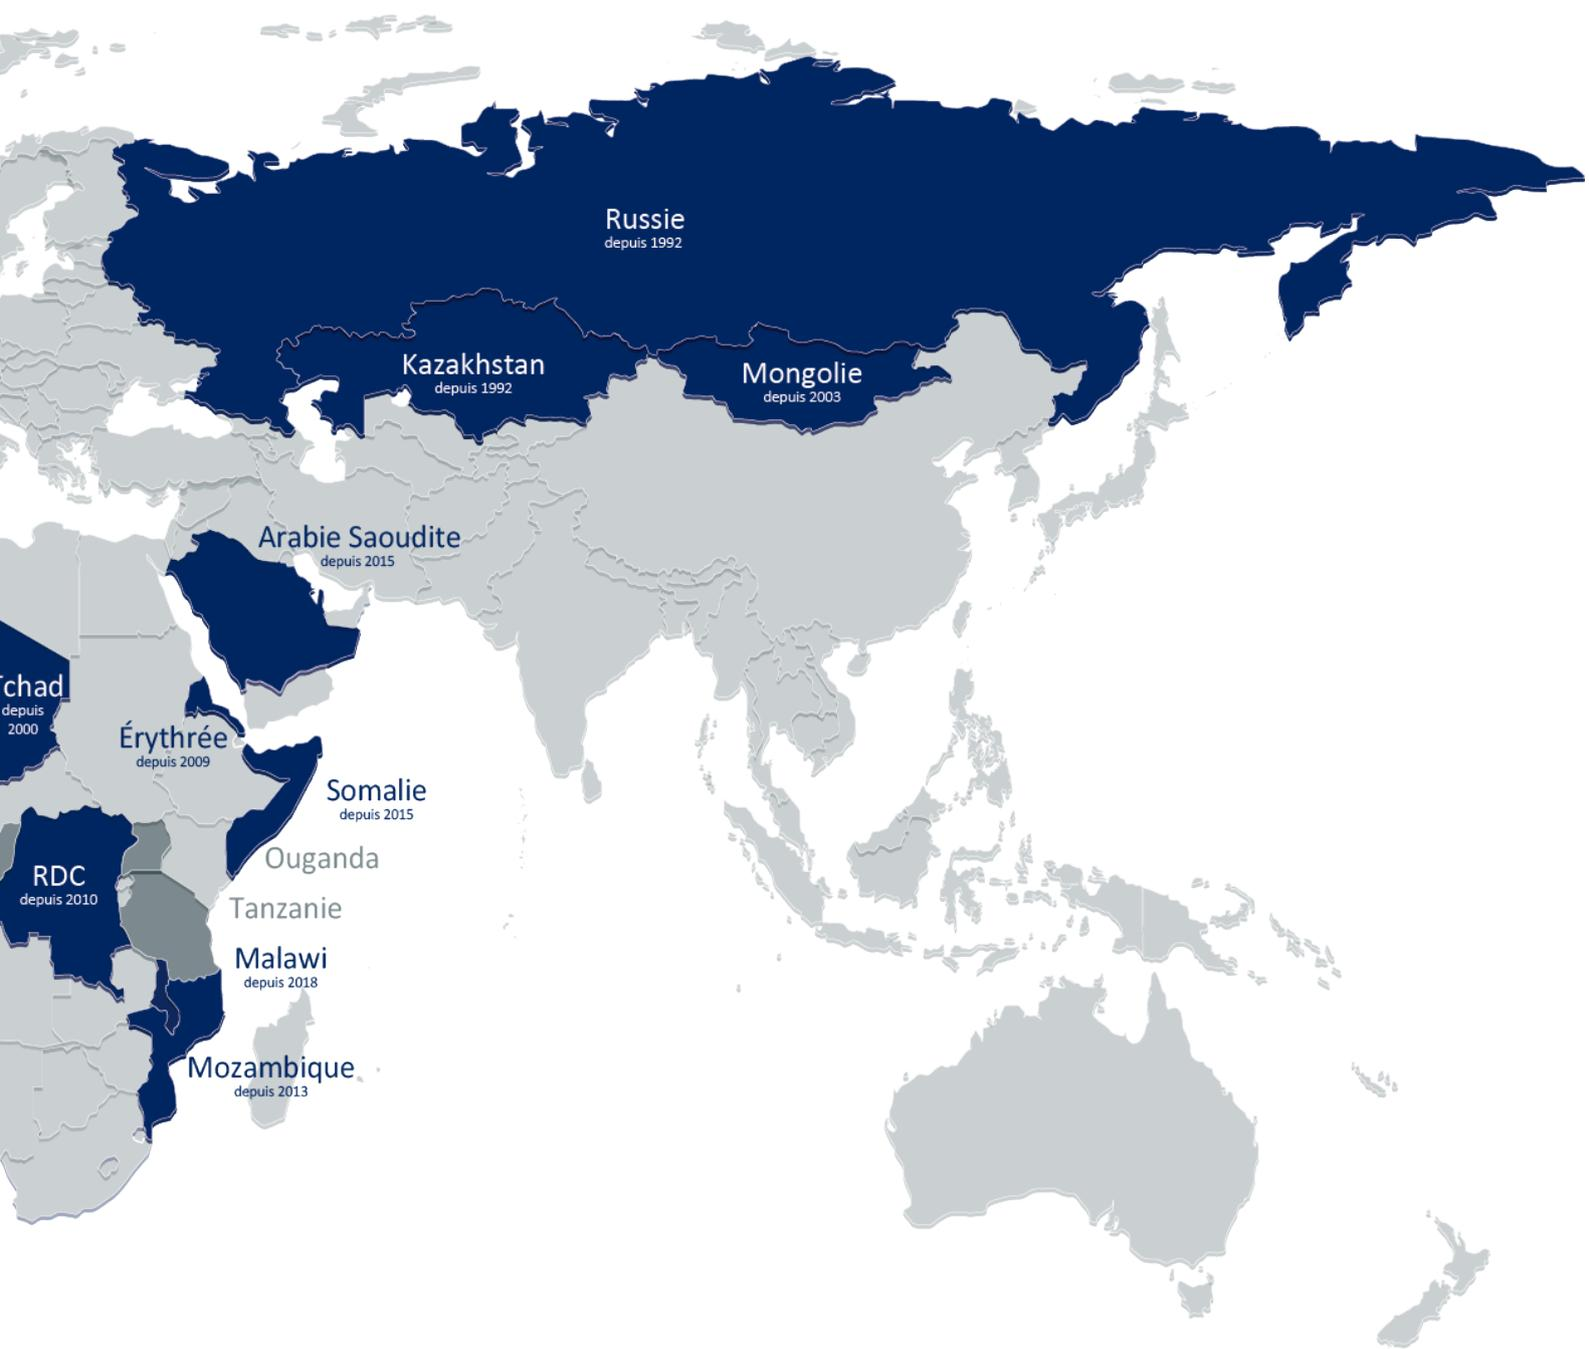 Russie
depuis 1992
Kazakhstan
depuis 1992
Mongolie
depuis 2003
Arabie Saoudite
depuis 2015
Tchad
depuis
2000
Érythrée
depuis 2009
Somalie
depuis 2015
Ouganda
RDC
depuis 2010
Tanzanie
Malawi
depuis 2018
Mozambique
depuis 2013